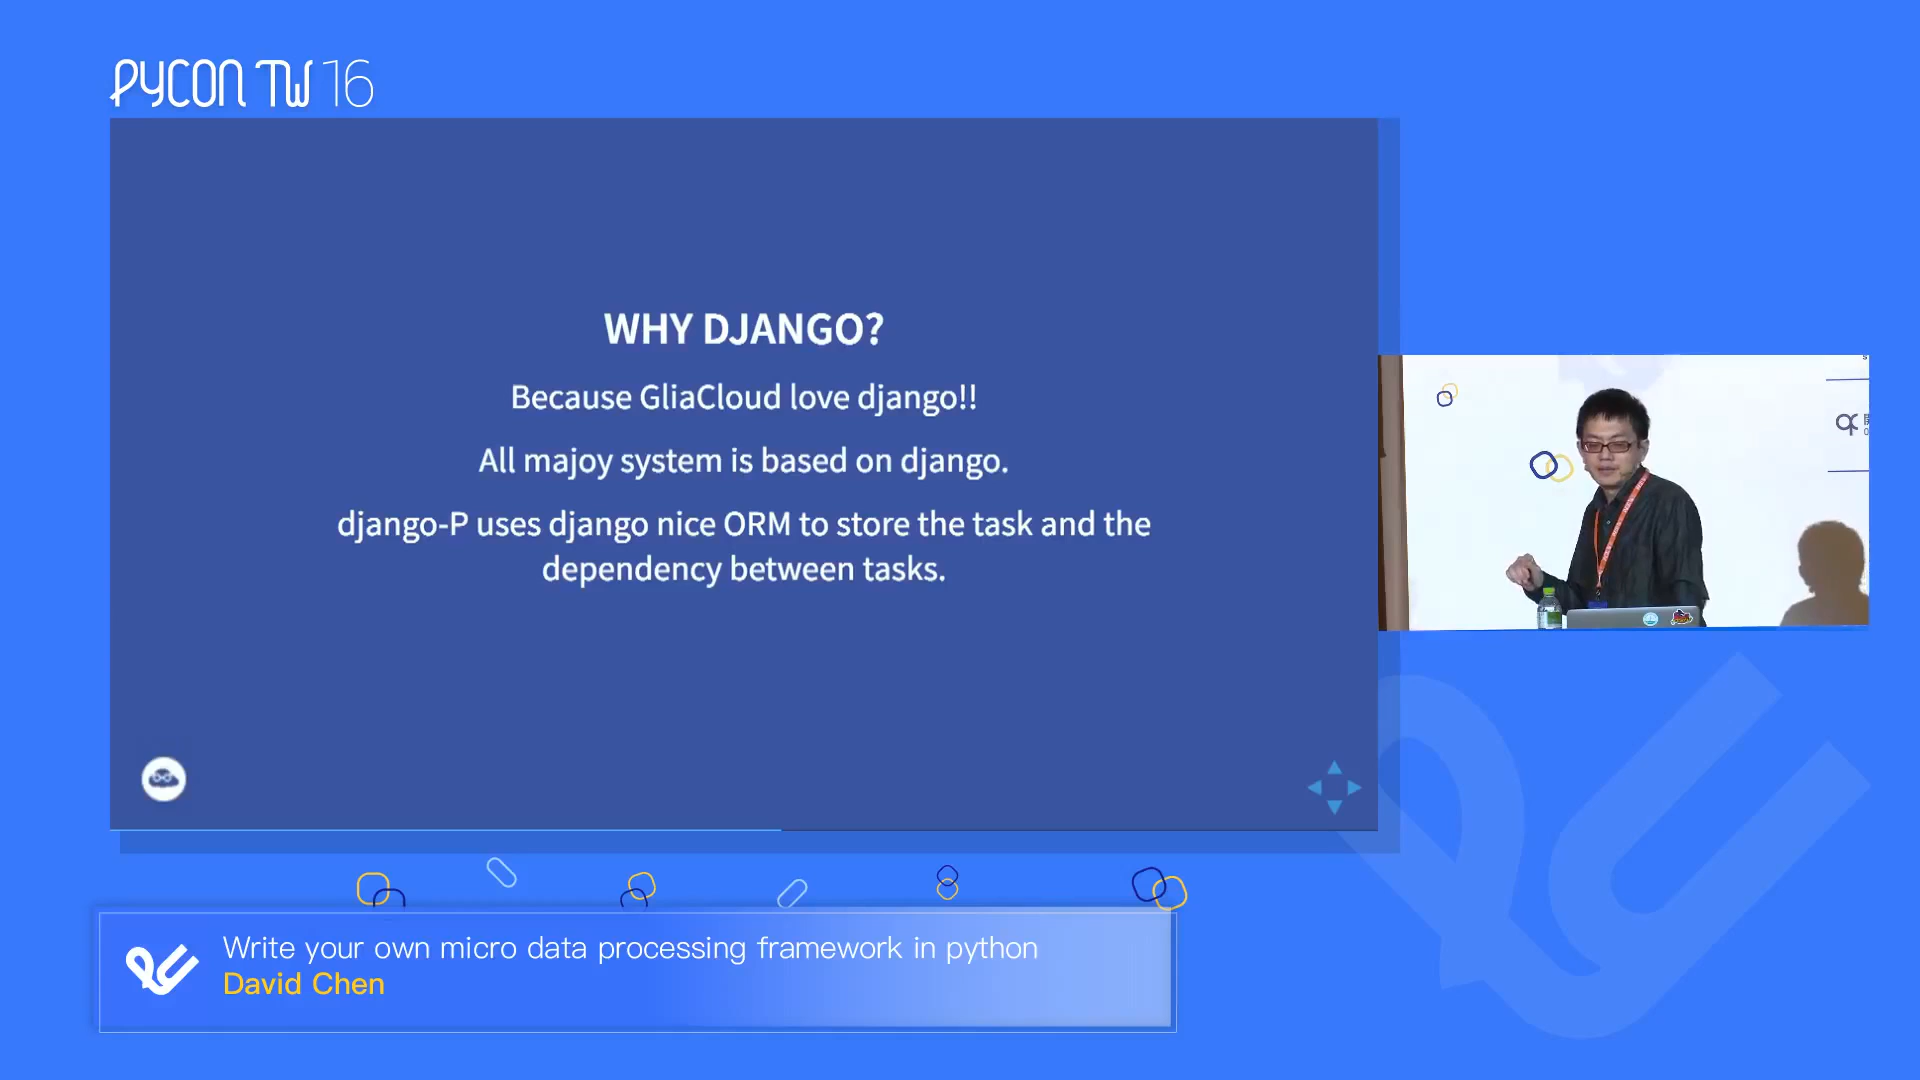 PYCON TW 16
WHY DJANGO?
Because GliaCloud love django!!
All majoy system is based on django.
django-P uses django nice ORM to store the task and the
dependency between tasks.
Write your own micro data processing framework in python
David Chen